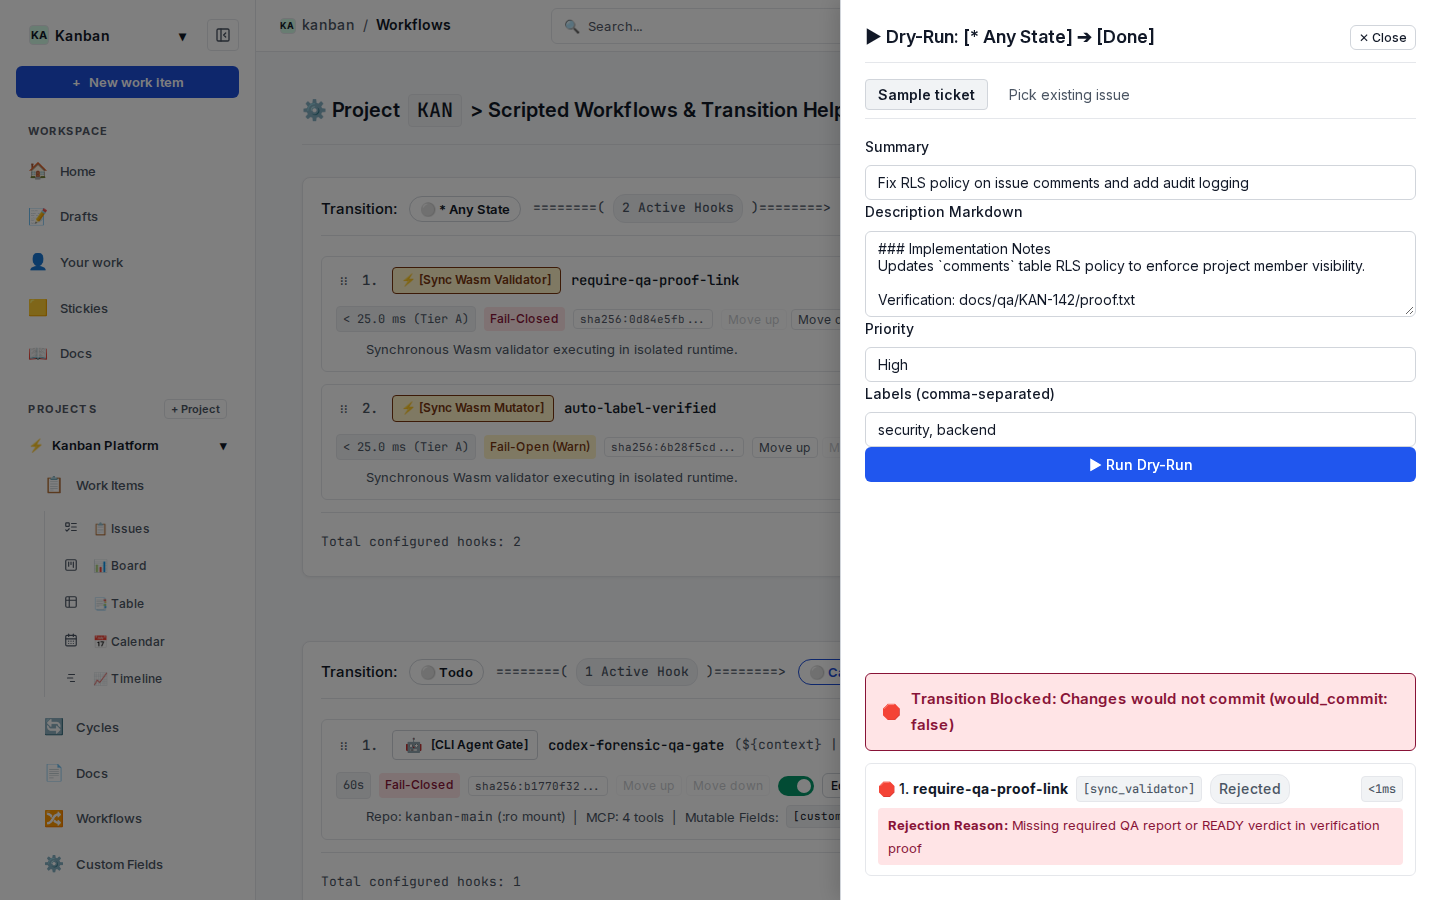 KA Kanban ▾
+ New work item
WORKSPACE
Home
Drafts
Your work
Stickies
Docs
PROJECTS + Project
Kanban Platform ▾
Work Items
Issues
Board
Table
Calendar
Timeline
Cycles
Docs
Workflows
Custom Fields
KA kanban / Workflows
Search...
Project KAN > Scripted Workflows & Transition Help
Transition: * Any State ========( 2 Active Hooks )========>
1. [Sync Wasm Validator] require-qa-proof-link
< 25.0 ms (Tier A) Fail-Closed sha256:0d84e5fb... Move up Move
Synchronous Wasm validator executing in isolated runtime.
2. [Sync Wasm Mutator] auto-label-verified
< 25.0 ms (Tier A) Fail-Open (Warn) sha256:6b28f5cd... Move up
Synchronous Wasm validator executing in isolated runtime.
Total configured hooks: 2
Transition: Todo ========( 1 Active Hook )========>
1. [CLI Agent Gate] codex-forensic-qa-gate (${context} |
60s Fail-Closed sha256:b1770f32... Move up Move down
Repo: kanban-main (:ro mount) | MCP: 4 tools | Mutable Fields: [custom
Total configured hooks: 1
▶ Dry-Run: [* Any State] ➔ [Done]
✕ Close
Sample ticket Pick existing issue
Summary
Fix RLS policy on issue comments and add audit logging
Description Markdown
### Implementation Notes
Updates `comments` table RLS policy to enforce project member visibility.
Verification: docs/qa/KAN-142/proof.txt
Priority
High
Labels (comma-separated)
security, backend
▶ Run Dry-Run
Transition Blocked: Changes would not commit (would_commit:
false)
1. require-qa-proof-link [sync_validator] Rejected <1ms
Rejection Reason: Missing required QA report or READY verdict in verification
proof